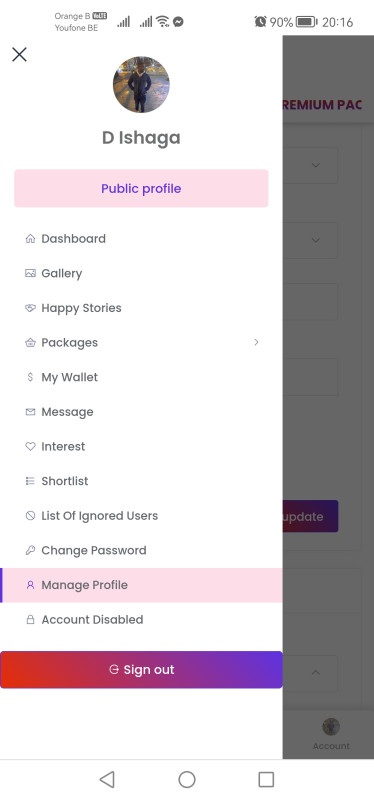 Orange B VoLTE
Youfone BE
90% 20:16
REMIUM PAC
D Ishaga
Public profile
Dashboard
Gallery
Happy Stories
Packages
My Wallet
Message
Interest
Shortlist
update
List Of Ignored Users
Change Password
Manage Profile
Account Disabled
Sign out
Account